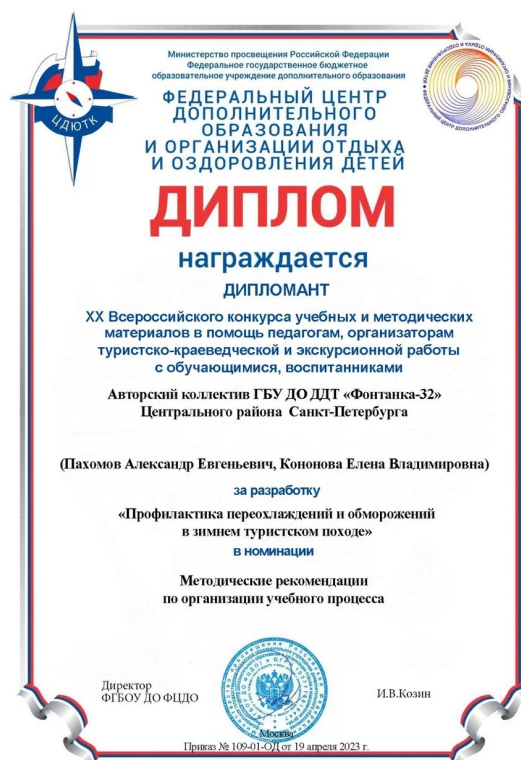 Министерство просвещения Российской Федерации
Федеральное государственное бюджетное
образовательное учреждение дополнительного образования
ФЕДЕРАЛЬНЫЙ ЦЕНТР
ДОПОЛНИТЕЛЬНОГО
ОБРАЗОВАНИЯ
И ОРГАНИЗАЦИИ ОТДЫХА
И ОЗДОРОВЛЕНИЯ ДЕТЕЙ
ЦДЮТК
ДИПЛОМ
награждается
ДИПЛОМАНТ
XX Всероссийского конкурса учебных и методических
материалов в помощь педагогам, организаторам
туристско-краеведческой и экскурсионной работы
с обучающимися, воспитанниками
Авторский коллектив ГБУ ДО ДДТ «Фонтанка-32»
Центрального района Санкт-Петербурга
(Пахомов Александр Евгеньевич, Кононова Елена Владимировна)
за разработку
«Профилактика переохлаждений и обморожений
в зимнем туристском походе»
в номинации
Методические рекомендации
по организации учебного процесса
Директор
ФГБОУ ДО ФЦДО
И.В.Козин
Москва
Приказ № 109-01-ОД от 19 апреля 2023 г.